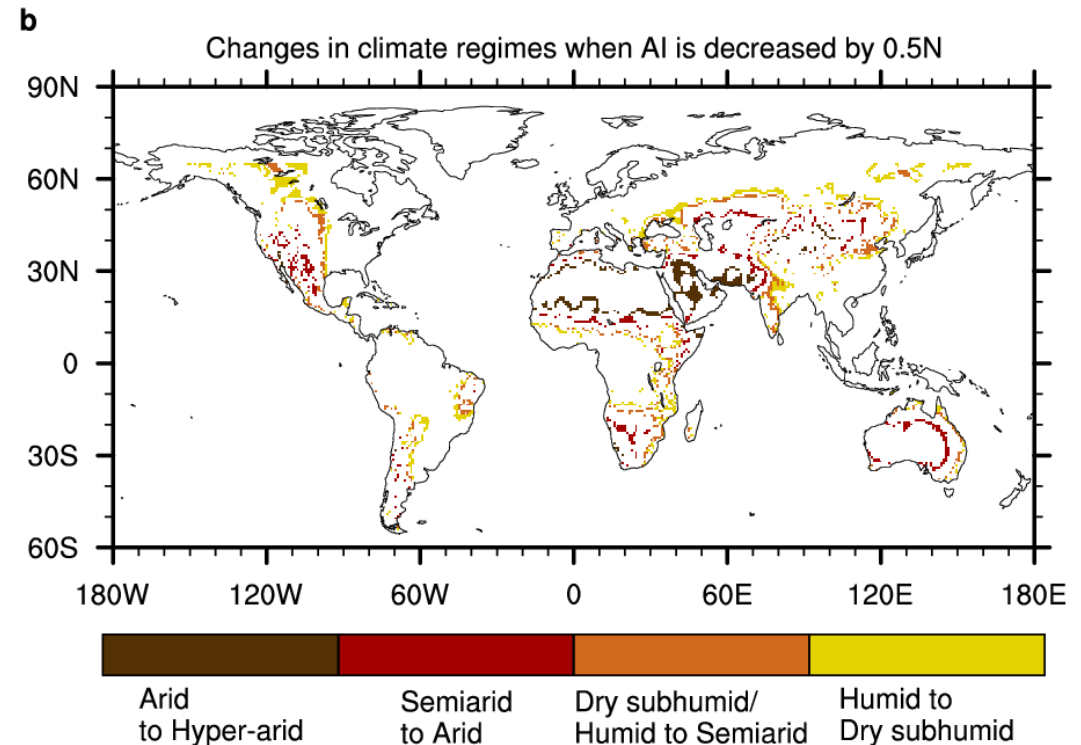 b
Changes in climate regimes when AI is decreased by 0.5N
90N
60N
30N
0
30S
60S
180W 120W 60W 0 60E 120E 180E
Arid Semiarid Dry subhumid/ Humid to
to Hyper-arid to Arid Humid to Semiarid Dry subhumid